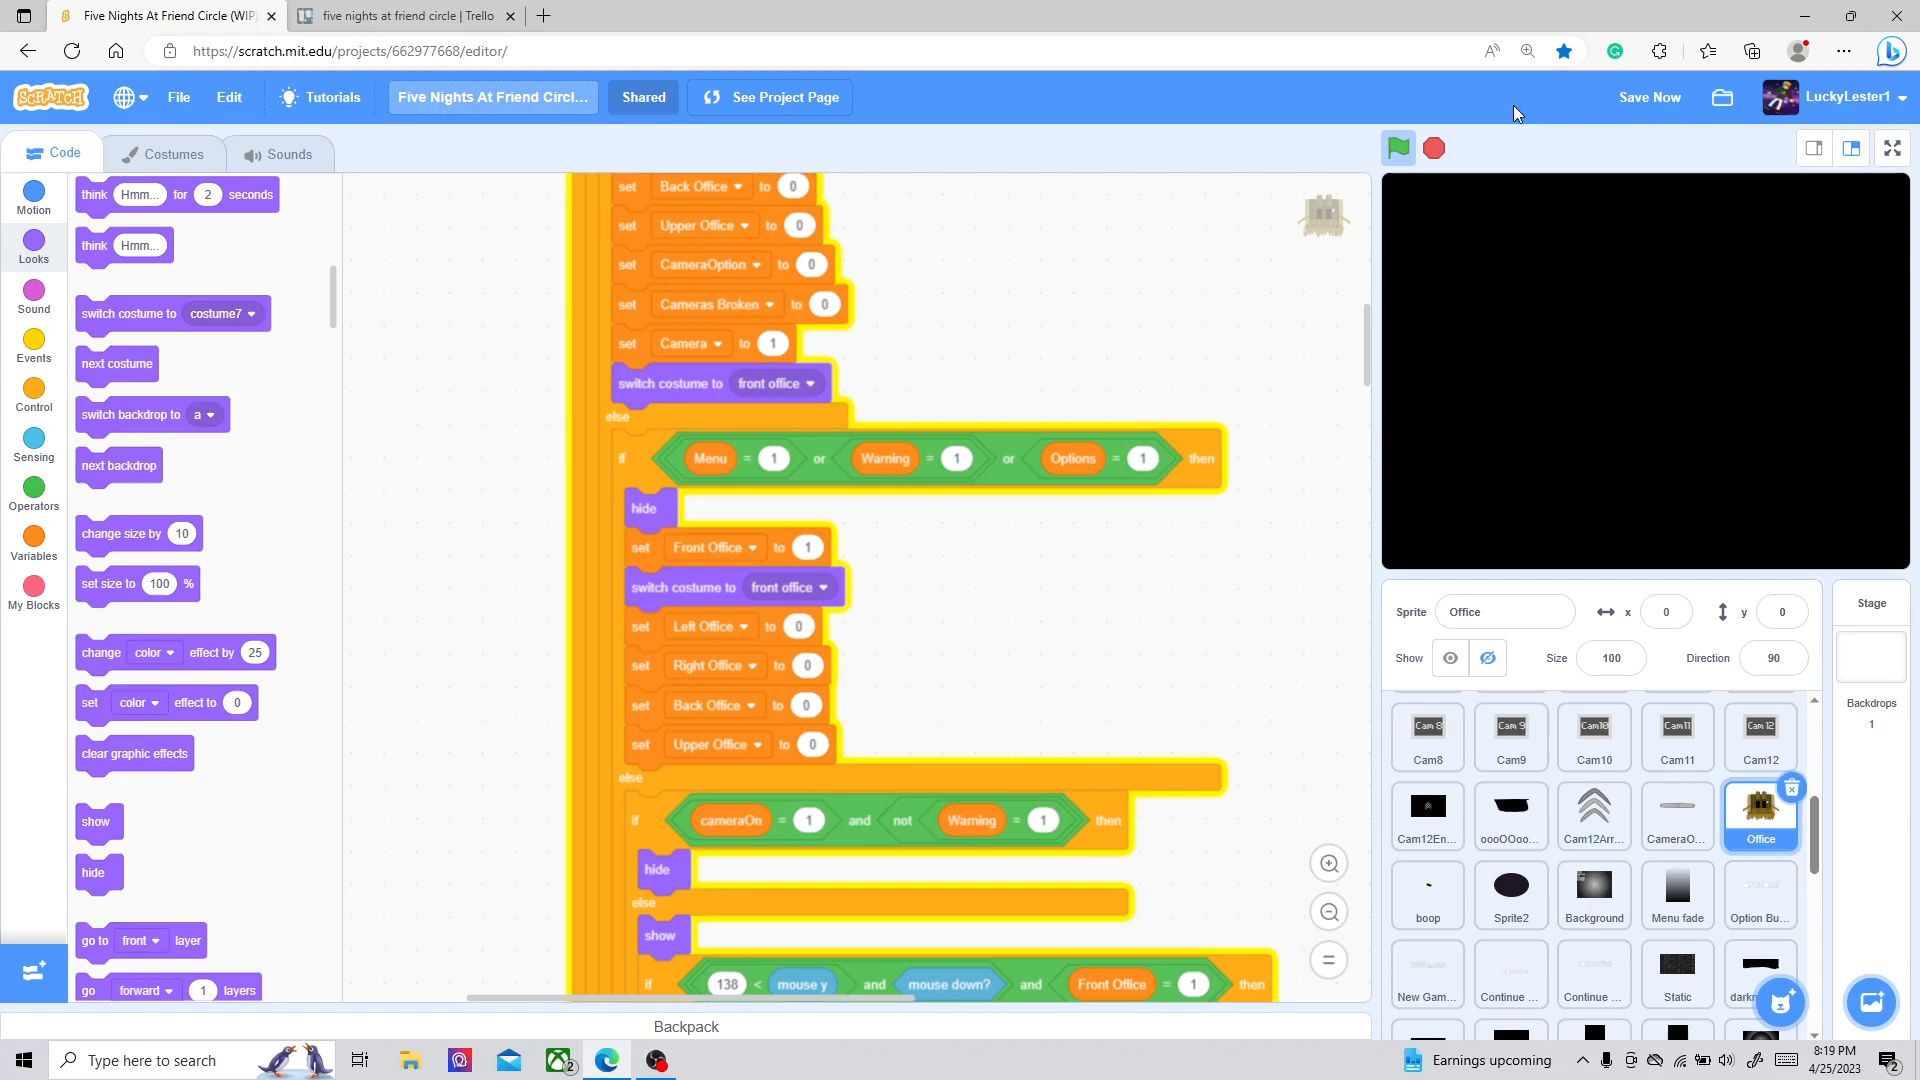 Five Nights At Friend Circle (WIP
five nights at friend circle | Trello
https://scratch.mit.edu/projects/662977668/editor/
SCRATCH
File
Edit
Tutorials
Five Nights At Friend Circl...
Shared
See Project Page
Save Now
LuckyLester1
Code
Costumes
Sounds
Motion
Looks
Sound
Events
Control
Sensing
Operators
Variables
My Blocks
think Hmm... for 2 seconds
think Hmm...
switch costume to costume7
next costume
switch backdrop to a
next backdrop
change size by 10
set size to 100 %
change color effect by 25
set color effect to 0
clear graphic effects
show
hide
go to front layer
go forward 1 layers
set Back Office to 0
set Upper Office to 0
set CameraOption to 0
set Cameras Broken to 0
set Camera to 1
switch costume to front office
else
if Menu = 1 or Warning = 1 or Options = 1 then
hide
set Front Office to 1
switch costume to front office
set Left Office to 0
set Right Office to 0
set Back Office to 0
set Upper Office to 0
else
if cameraOn = 1 and not Warning = 1 then
hide
else
show
if 138 < mouse y and mouse down? and Front Office = 1 then
Backpack
Sprite Office x 0 y 0
Show Size 100 Direction 90
Stage
Backdrops
1
Cam 8 Cam 9 Cam10 Cam11 Cam 12
Cam8 Cam9 Cam10 Cam11 Cam12
Cam12En... oooOOoo... Cam12Arr... CameraO... Office
boop Sprite2 Background Menu fade Option Bu...
New Gam... Continue ... Continue ... Static darkn
Type here to search
2
Earnings upcoming
8:19 PM
4/25/2023
2